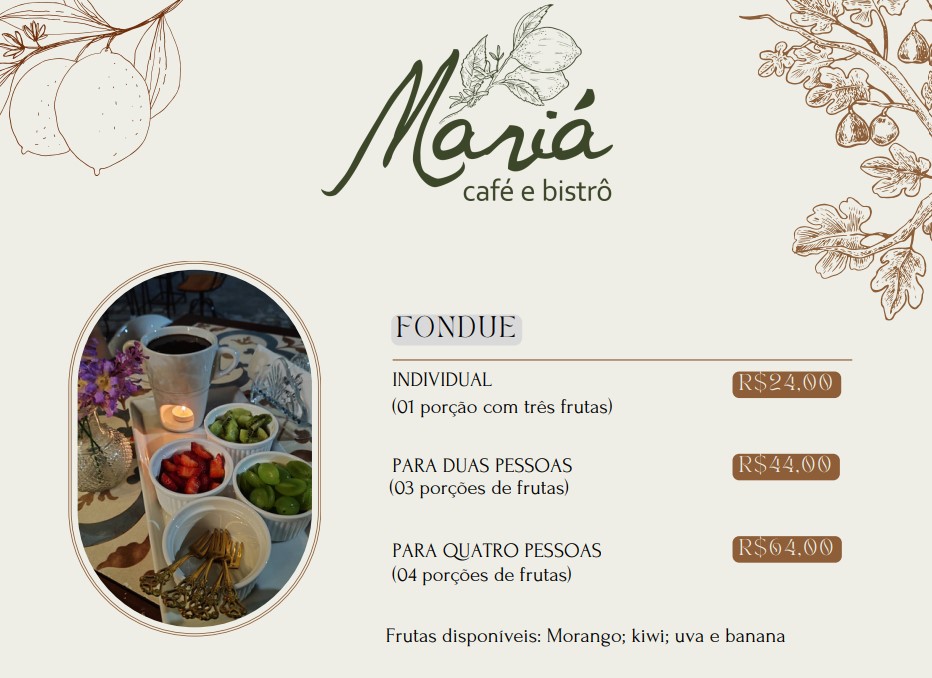 Mariá
café e bistrô
FONDUE
INDIVIDUAL R$24,00
(01 porção com três frutas)
PARA DUAS PESSOAS R$44,00
(03 porções de frutas)
PARA QUATRO PESSOAS R$64,00
(04 porções de frutas)
Frutas disponíveis: Morango; kiwi; uva e banana